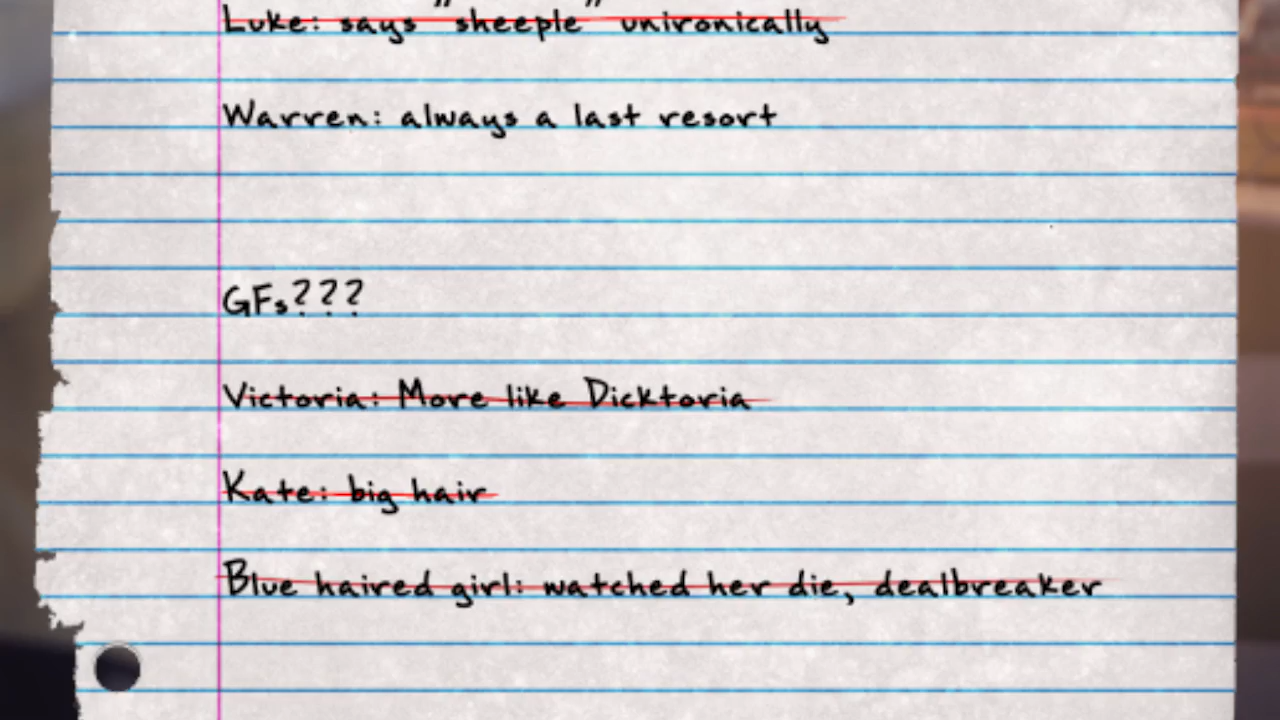 Luke: says "sheeple" unironically
Warren: always a last resort
GFs???
Victoria: More like Dicktoria
Kate: big hair
Blue haired girl: watched her die, dealbreaker